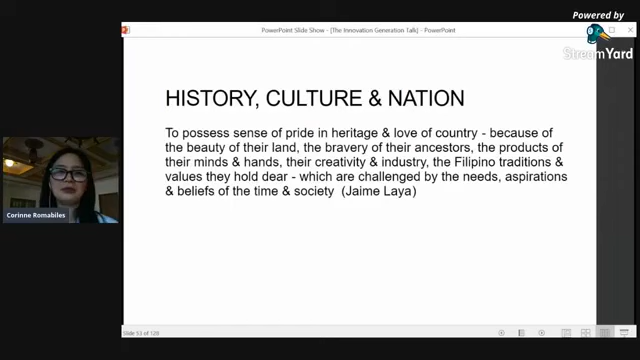 Powered by
PowerPoint Slide Show - [The Innovation Generation Talk] - PowerPoint
StreamYard
HISTORY, CULTURE & NATION
To possess sense of pride in heritage & love of country - because of
the beauty of their land, the bravery of their ancestors, the products of
their minds & hands, their creativity & industry, the Filipino traditions &
values they hold dear - which are challenged by the needs, aspirations
& beliefs of the time & society (Jaime Laya)
Corinne Romabiles
Slide 53 of 128